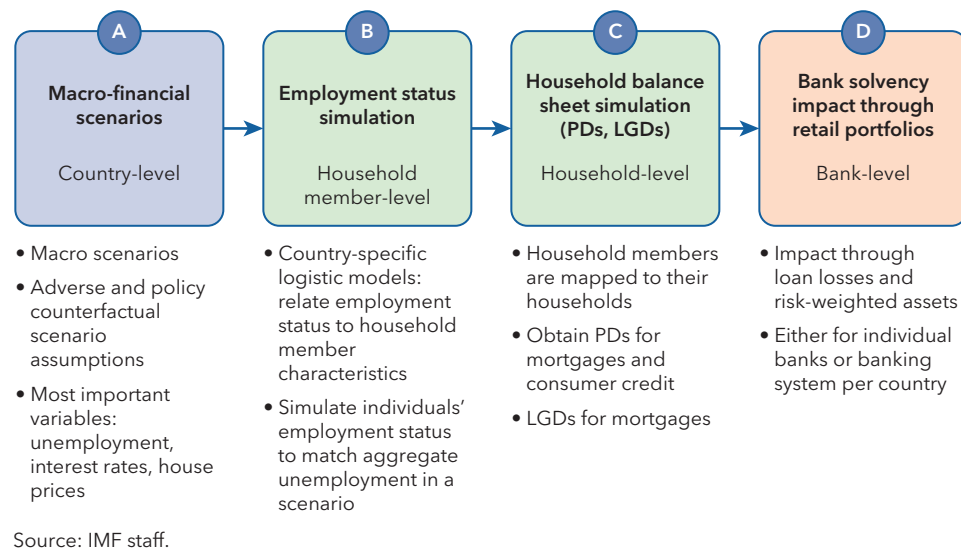 A
Macro-financial
scenarios
Country-level
• Macro scenarios
• Adverse and policy
counterfactual
scenario
assumptions
• Most important
variables:
unemployment,
interest rates, house
prices
B
Employment status
simulation
Household
member-level
• Country-specific
logistic models:
relate employment
status to household
member
characteristics
• Simulate individuals’
employment status
to match aggregate
unemployment in a
scenario
C
Household balance
sheet simulation
(PDs, LGDs)
Household-level
• Household members
are mapped to their
households
• Obtain PDs for
mortgages and
consumer credit
• LGDs for mortgages
D
Bank solvency
impact through
retail portfolios
Bank-level
• Impact through
loan losses and
risk-weighted assets
• Either for individual
banks or banking
system per country
Source: IMF staff.